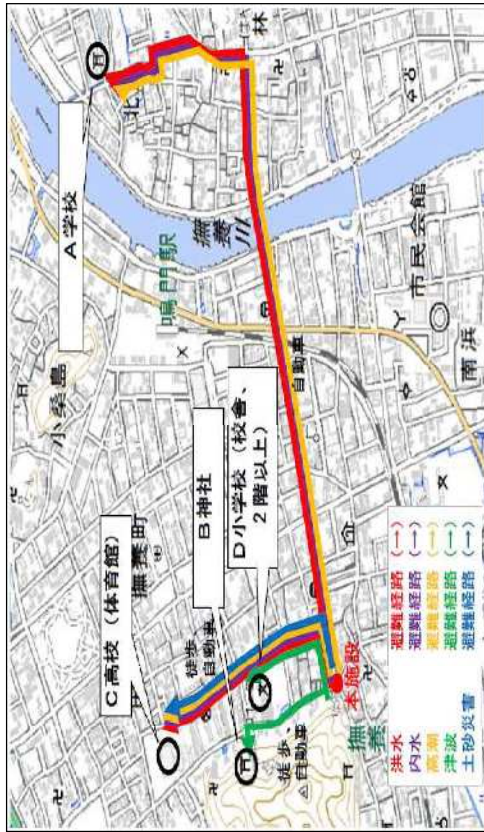 A学校
北
林
小桑島
鳴門駅
撫養川
C高校（体育館）
撫養町
B神社
D小学校（校舎、
2階以上）
徒歩
自動車
自動車
市民会館
南浜
徒歩、
自動車
本施設
撫養
洪水　避難経路（→）
内水　避難経路（→）
高潮　避難経路（→）
津波　避難経路（→）
土砂災害　避難経路（→）